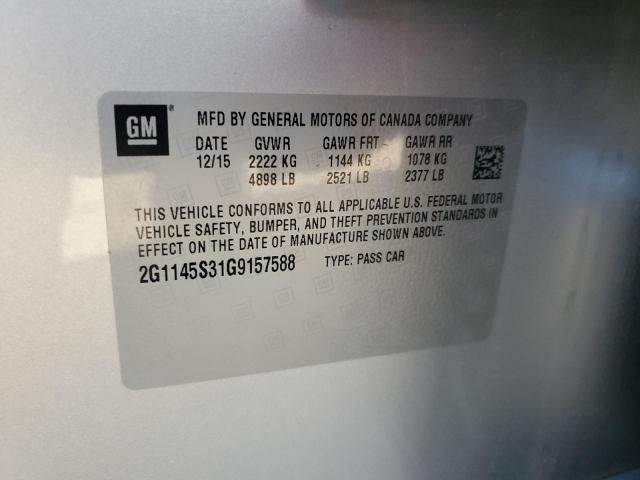 GM®
MFD BY GENERAL MOTORS OF CANADA COMPANY
DATE GVWR GAWR FRT GAWR RR
12/15 2222 KG 1144 KG 1078 KG
4898 LB 2521 LB 2377 LB
THIS VEHICLE CONFORMS TO ALL APPLICABLE U.S. FEDERAL MOTOR
VEHICLE SAFETY, BUMPER, AND THEFT PREVENTION STANDARDS IN
EFFECT ON THE DATE OF MANUFACTURE SHOWN ABOVE.
2G1145S31G9157588 TYPE: PASS CAR